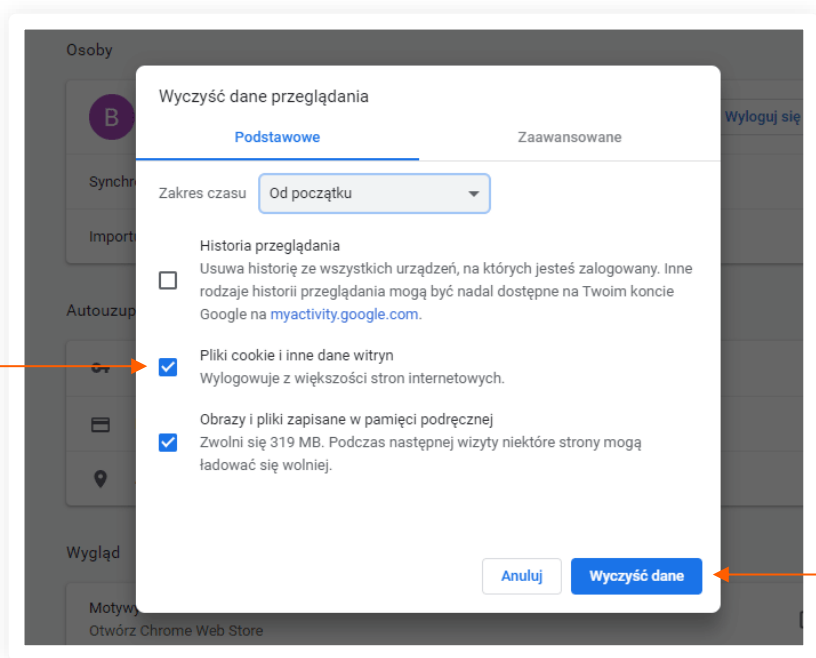 Osoby
B
Wyloguj się
Wyczyść dane przeglądania
Podstawowe
Zaawansowane
Synchr
Zakres czasu
Od początku
Historia przeglądania
Usuwa historię ze wszystkich urządzeń, na których jesteś zalogowany. Inne
rodzaje historii przeglądania mogą być nadal dostępne na Twoim koncie
Google na myactivity.google.com.
Autouzup
Pliki cookie i inne dane witryn
Wylogowuje z większości stron internetowych.
Obrazy i pliki zapisane w pamięci podręcznej
Zwolni się 319 MB. Podczas następnej wizyty niektóre strony mogą
ładować się wolniej.
Wygląd
Anuluj
Wyczyść dane
Motywy
Otwórz Chrome Web Store